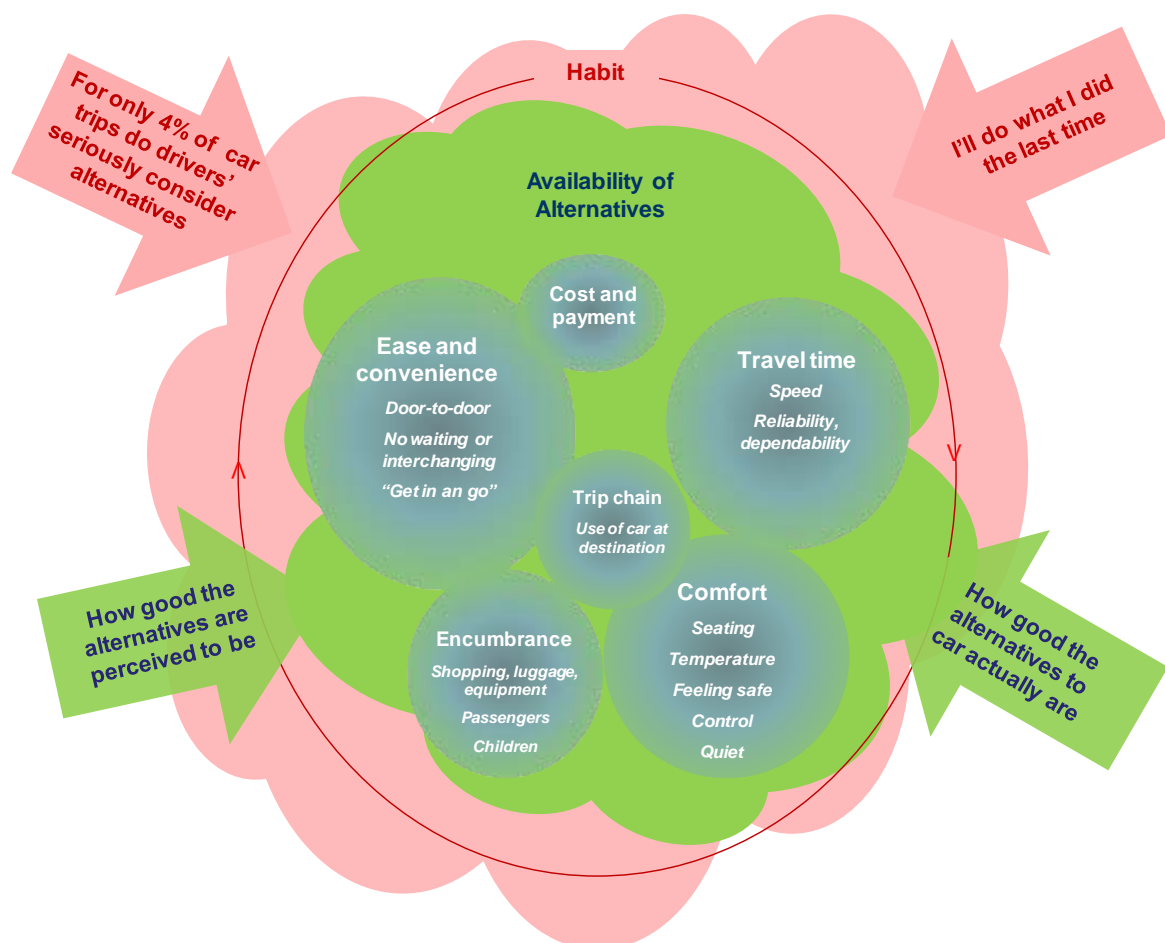 Habit
For only 4% of car
trips do drivers’
seriously consider
alternatives
I’ll do what I did
the last time
Availability of
Alternatives
Cost and
payment
Ease and
convenience
Door-to-door
No waiting or
interchanging
“Get in an go”
Travel time
Speed
Reliability,
dependability
Trip chain
Use of car at
destination
How good the
alternatives are
perceived to be
Encumbrance
Shopping, luggage,
equipment
Passengers
Children
Comfort
Seating
Temperature
Feeling safe
Control
Quiet
How good the
alternatives to
car actually are